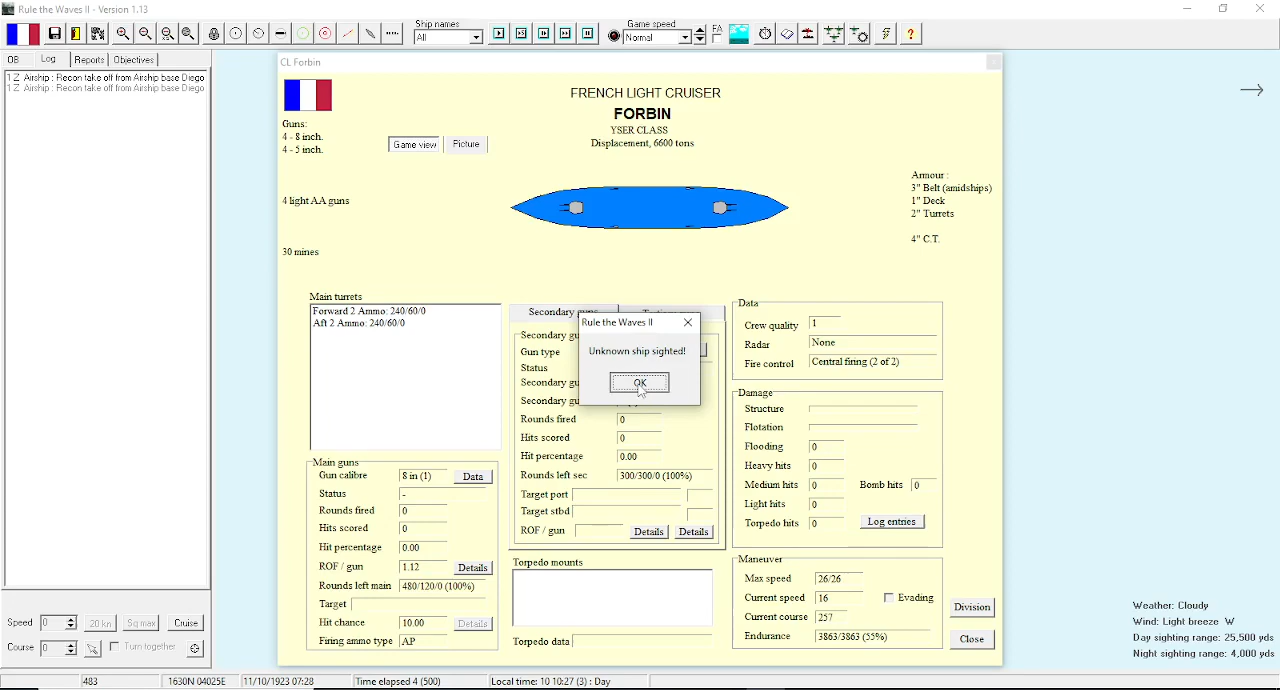 Rule the Waves II - Version 1.13
Ship names
All
Game speed
Normal
FA
OB
Log
Reports
Objectives
1 Z Airship : Recon take off from Airship base Diego
1 Z Airship : Recon take off from Airship base Diego
CL Forbin
FRENCH LIGHT CRUISER
FORBIN
YSER CLASS
Displacement, 6600 tons
Guns:
4 - 8 inch.
4 - 5 inch.
Game view
Picture
4 light AA guns
30 mines
Armour :
3" Belt (amidships)
1" Deck
2" Turrets
4" C.T.
Main turrets
Forward 2 Ammo: 240/60/0
Aft 2 Ammo: 240/60/0
Main guns
Gun calibre 8 in (1) Data
Status -
Rounds fired 0
Hits scored 0
Hit percentage 0.00
ROF / gun 1.12 Details
Rounds left main 480/120/0 (100%)
Target
Hit chance 10.00 Details
Firing ammo type AP
Secondary guns
Secondary gu
Gun type
Status
Secondary gu
Secondary gu
Rounds fired 0
Hits scored 0
Hit percentage 0.00
Rounds left sec 300/300/0 (100%)
Target port
Target stbd
ROF / gun Details Details
Rule the Waves II
Unknown ship sighted!
OK
Torpedo mounts
Torpedo data
Data
Crew quality 1
Radar None
Fire control Central firing (2 of 2)
Damage
Structure
Flotation
Flooding 0
Heavy hits 0
Medium hits 0 Bomb hits 0
Light hits 0
Torpedo hits 0 Log entries
Maneuver
Max speed 26/26
Current speed 16 Evading
Current course 257
Endurance 3863/3863 (55%)
Division
Close
Speed 0 20 kn Sq max Cruise
Course 0 Turn together
Weather: Cloudy
Wind: Light breeze W
Day sighting range: 25,500 yds
Night sighting range: 4,000 yds
483 1630N 04025E 11/10/1923 07:28 Time elapsed 4 (500) Local time: 10 10:27 (3) : Day